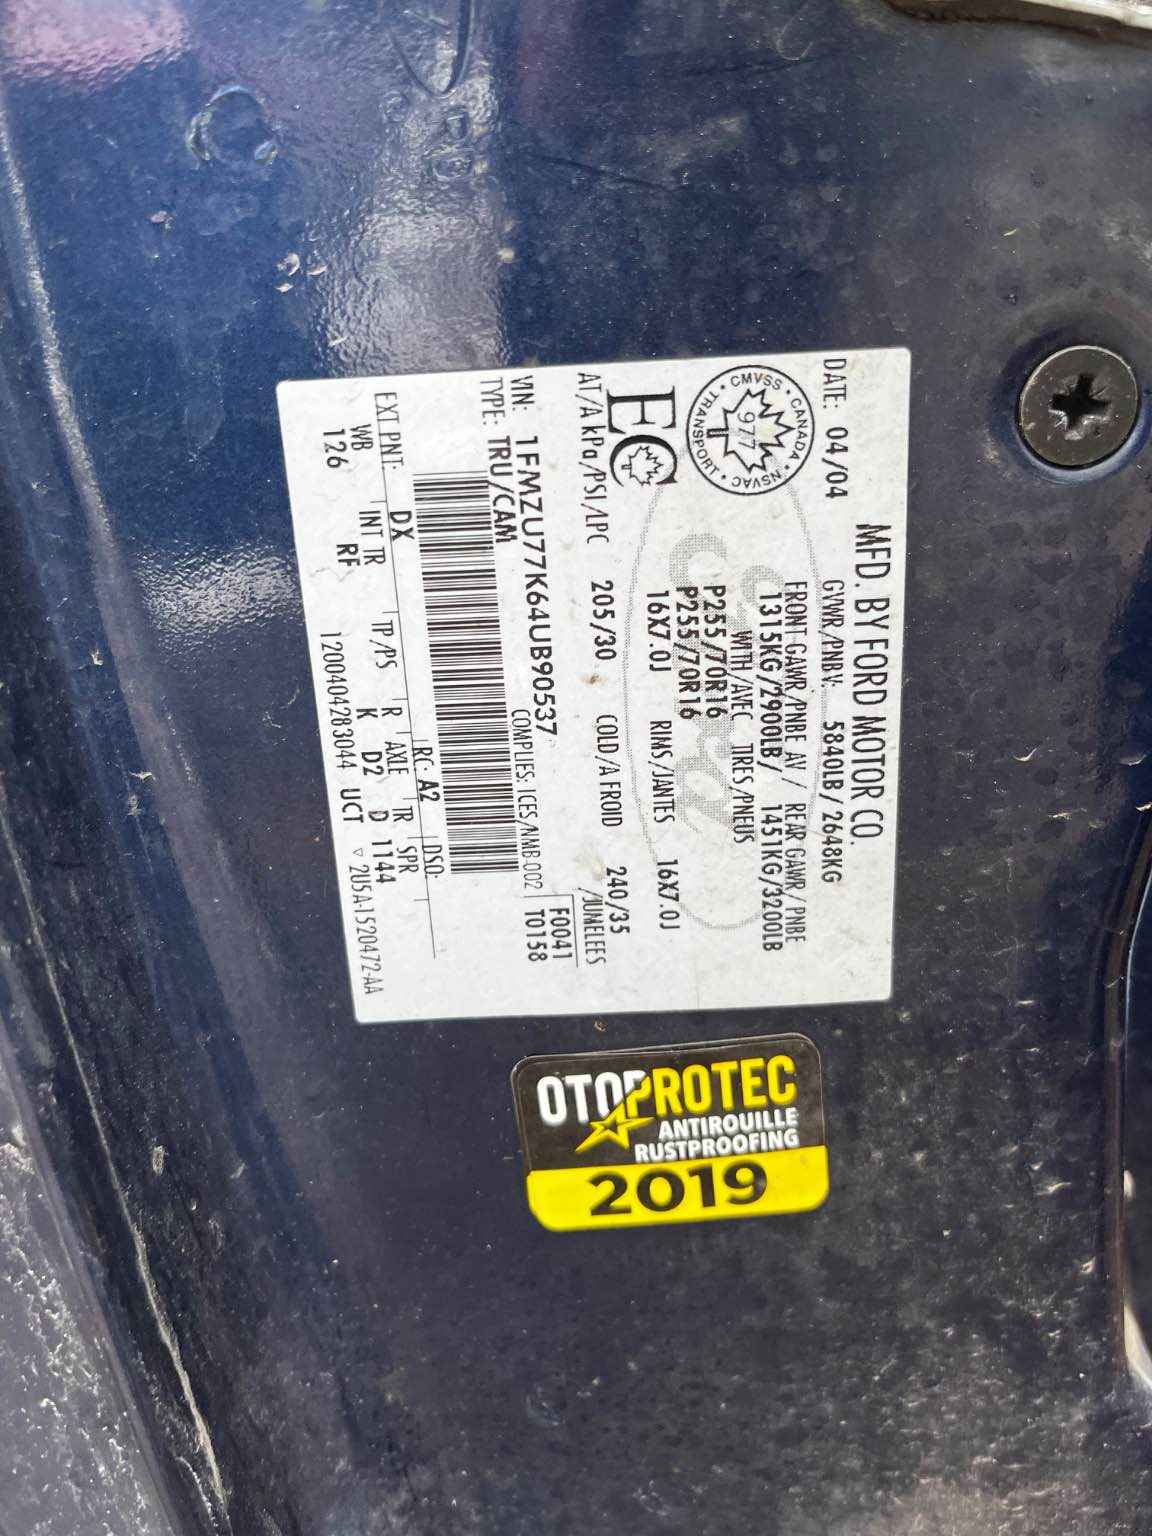 MFD. BY FORD MOTOR CO.
DATE: 04/04
GVWR/PNBV: 5840LB/2648KG
FRONT GAWR/PNBE AV/ REAR GAWR/PNBE
1315KG/2900LB/ 1451KG/3200LB
WITH/AVEC TIRES/PNEUS
P255/70R16
P255/70R16
16X7.0J RIMS/JANTES 16X7.0J
CANADA • NSVAC • TRANSPORT • CMVSS •
977
Ford
EC
/JUMELEES
AT/A kPa/PSI/LPC 205/30 COLD/A FROID 240/35
F0041
T0158
VIN: 1FMZU77K64UB90537
COMPLIES: ICES/NMB-002
TYPE: TRU/CAM
RC: A2 DSO:
EXT PNT: DX
WB INT TR TP/PS R AXLE TR SPR
126 RF K D2 D 1144
1200404283044 UCT ▽ 2U5A-1520472-AA
OTOPROTEC
ANTIROUILLE
RUSTPROOFING
2019